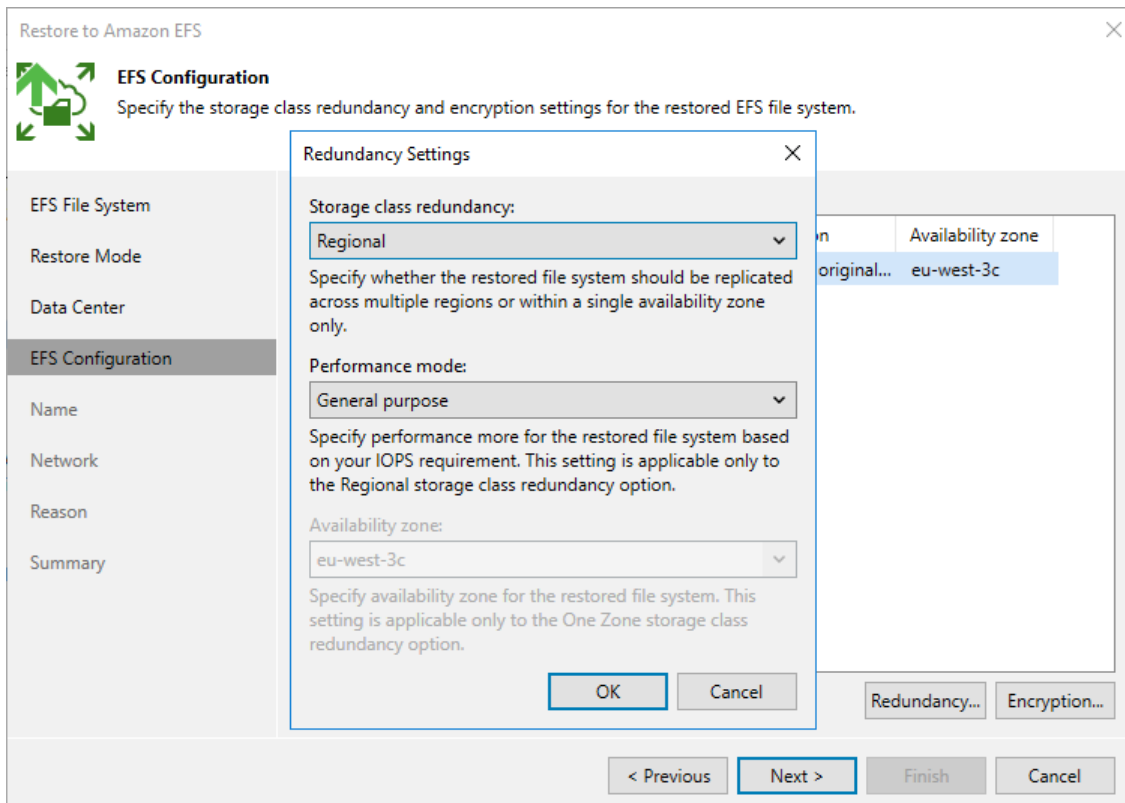 Restore to Amazon EFS
EFS Configuration
Specify the storage class redundancy and encryption settings for the restored EFS file system.
EFS File System
Restore Mode
Data Center
EFS Configuration
Name
Network
Reason
Summary
Redundancy Settings
Storage class redundancy:
Regional
Specify whether the restored file system should be replicated
across multiple regions or within a single availability zone
only.
Performance mode:
General purpose
Specify performance more for the restored file system based
on your IOPS requirement. This setting is applicable only to
the Regional storage class redundancy option.
Availability zone:
eu-west-3c
Specify availability zone for the restored file system. This
setting is applicable only to the One Zone storage class
redundancy option.
OK Cancel
Availability zone
original... eu-west-3c
Redundancy... Encryption...
< Previous Next > Finish Cancel